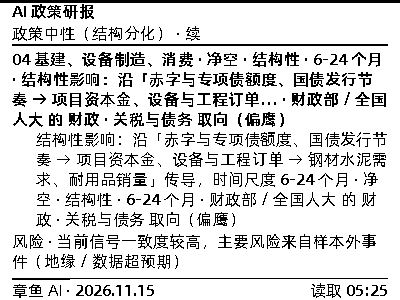 AI 政策研报
政策中性（结构分化）· 续
04 基建、设备制造、消费 · 净空 · 结构性 · 6-24 个月
· 结构性影响：沿「赤字与专项债额度、国债发行节
奏 → 项目资本金、设备与工程订单… · 财政部 / 全国
人大 的 财政 · 关税与债务 取向（偏鹰）
结构性影响：沿「赤字与专项债额度、国债发行节
奏 → 项目资本金、设备与工程订单 → 钢材水泥需
求、耐用品销量」传导，时间尺度 6-24 个月 · 净
空 · 结构性 · 6-24 个月 · 财政部 / 全国人大 的 财
政 · 关税与债务 取向（偏鹰）
风险 · 当前信号一致度较高，主要风险来自样本外事
件（地缘 / 数据超预期）
章鱼 AI · 2026.11.15
读取 05:25